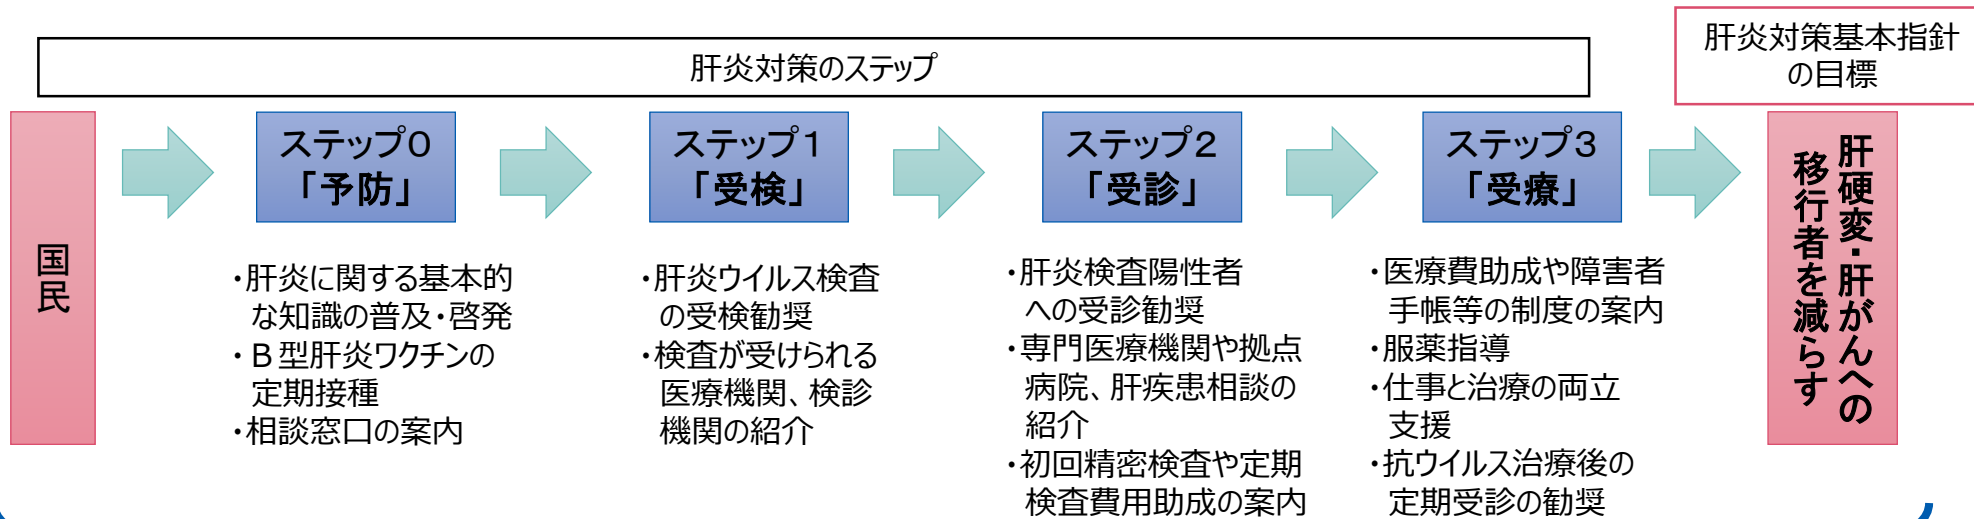 肝炎対策のステップ
肝炎対策基本指針
の目標
国民
ステップ0
「予防」
・肝炎に関する基本的
な知識の普及・啓発
・B型肝炎ワクチンの
定期接種
・相談窓口の案内
ステップ1
「受検」
・肝炎ウイルス検査
の受検勧奨
・検査が受けられる
医療機関、検診
機関の紹介
ステップ2
「受診」
・肝炎検査陽性者
への受診勧奨
・専門医療機関や拠点
病院、肝疾患相談の
紹介
・初回精密検査や定期
検査費用助成の案内
ステップ3
「受療」
・医療費助成や障害者
手帳等の制度の案内
・服薬指導
・仕事と治療の両立
支援
・抗ウイルス治療後の
定期受診の勧奨
肝硬変・肝がんへの
移行者を減らす